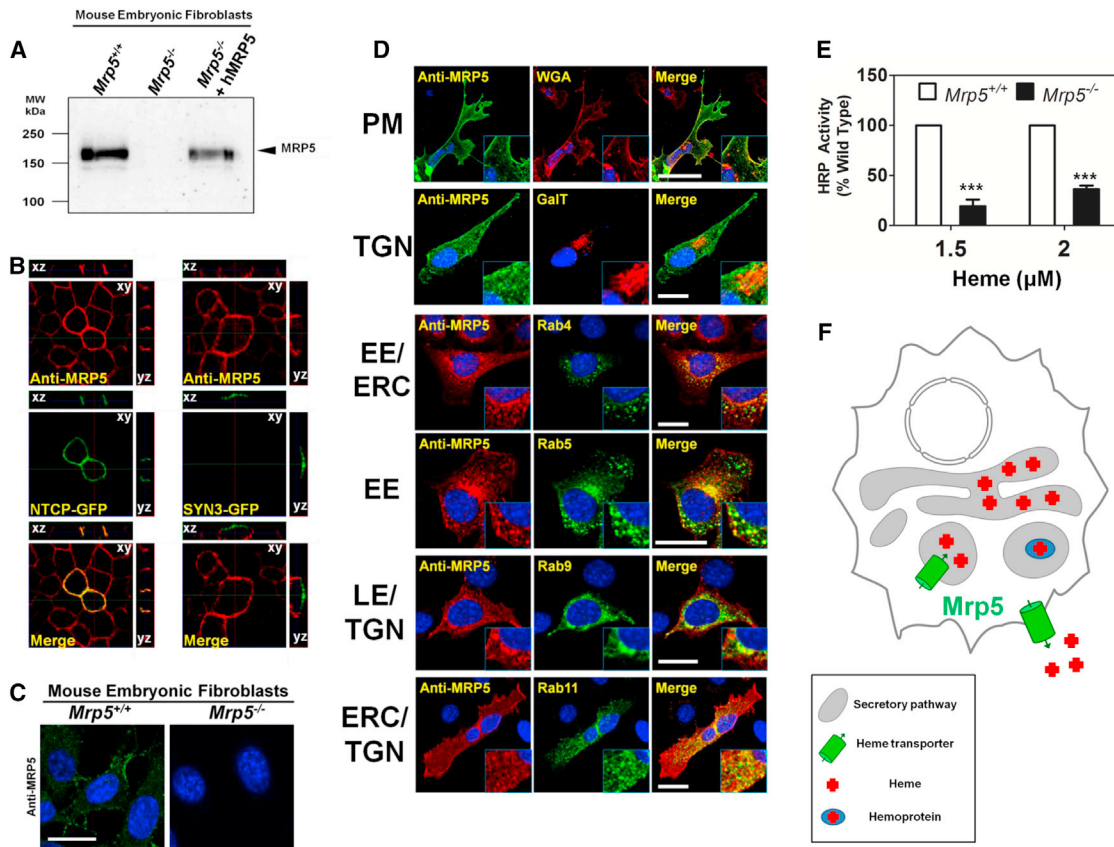 A
Mouse Embryonic Fibroblasts
Mrp5+/+
Mrp5-/-
Mrp5-/-
+ hMRP5
MW
kDa
250
150
100
MRP5
B
xz
xy
Anti-MRP5
yz
xz
xy
NTCP-GFP
yz
xz
xy
Merge
yz
xz
xy
Anti-MRP5
yz
xz
xy
SYN3-GFP
yz
xz
xy
Merge
yz
C
Mouse Embryonic Fibroblasts
Mrp5+/+
Mrp5-/-
Anti-MRP5
D
PM
Anti-MRP5
WGA
Merge
TGN
Anti-MRP5
GalT
Merge
EE/
ERC
Anti-MRP5
Rab4
Merge
EE
Anti-MRP5
Rab5
Merge
LE/
TGN
Anti-MRP5
Rab9
Merge
ERC/
TGN
Anti-MRP5
Rab11
Merge
E
HRP Activity
(% Wild Type)
150
100
50
0
Mrp5+/+
Mrp5-/-
***
***
1.5
2
Heme (µM)
F
Mrp5
Secretory pathway
Heme transporter
Heme
Hemoprotein